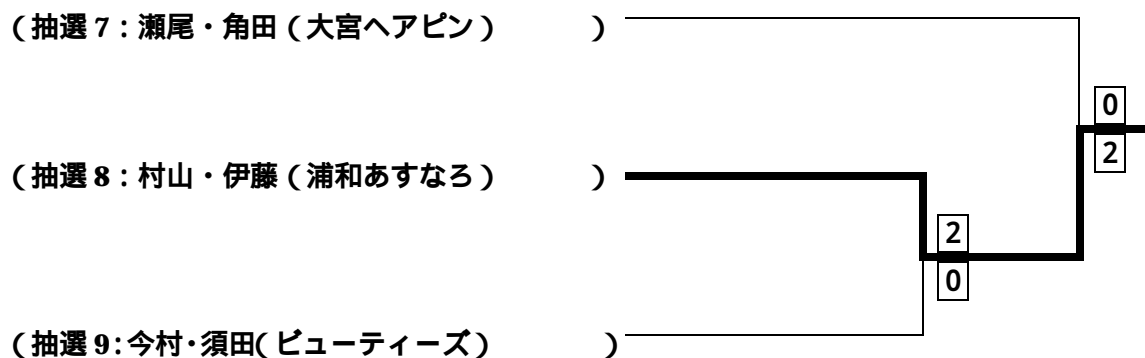 (抽選7：瀬尾・角田(大宮ヘアピン) )
0
2
(抽選8：村山・伊藤(浦和あすなろ) )
2
0
(抽選9：今村・須田(ビューティーズ) )